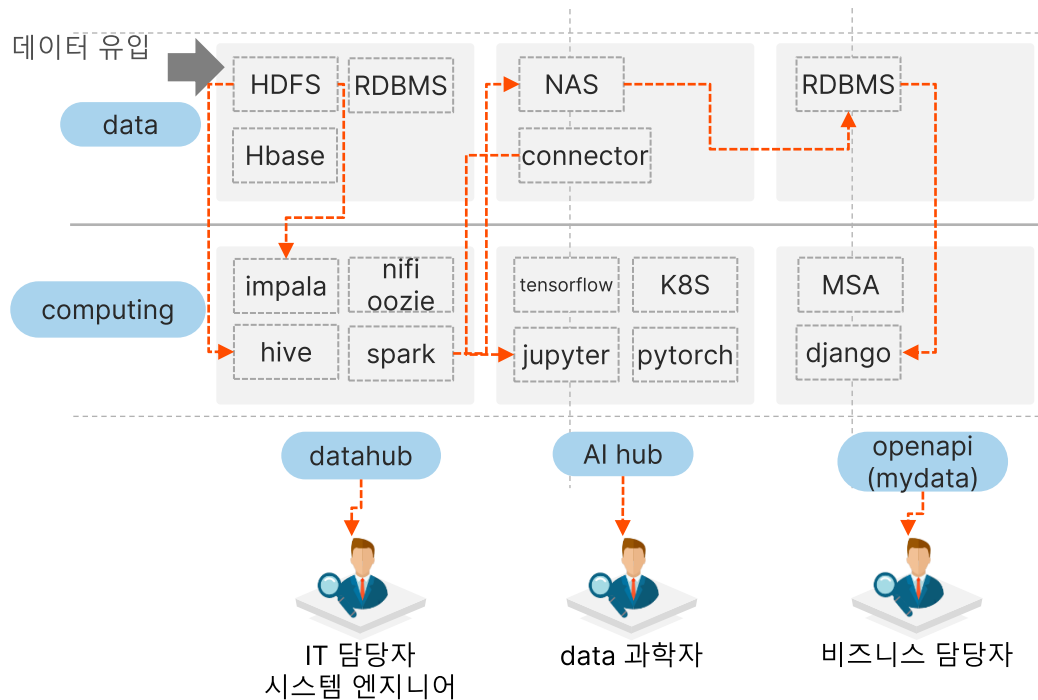 데이터 유입
data
HDFS
RDBMS
Hbase
NAS
connector
RDBMS
computing
impala
nifi
oozie
hive
spark
tensorflow
K8S
jupyter
pytorch
MSA
django
datahub
AI hub
openapi
(mydata)
IT 담당자
시스템 엔지니어
data 과학자
비즈니스 담당자